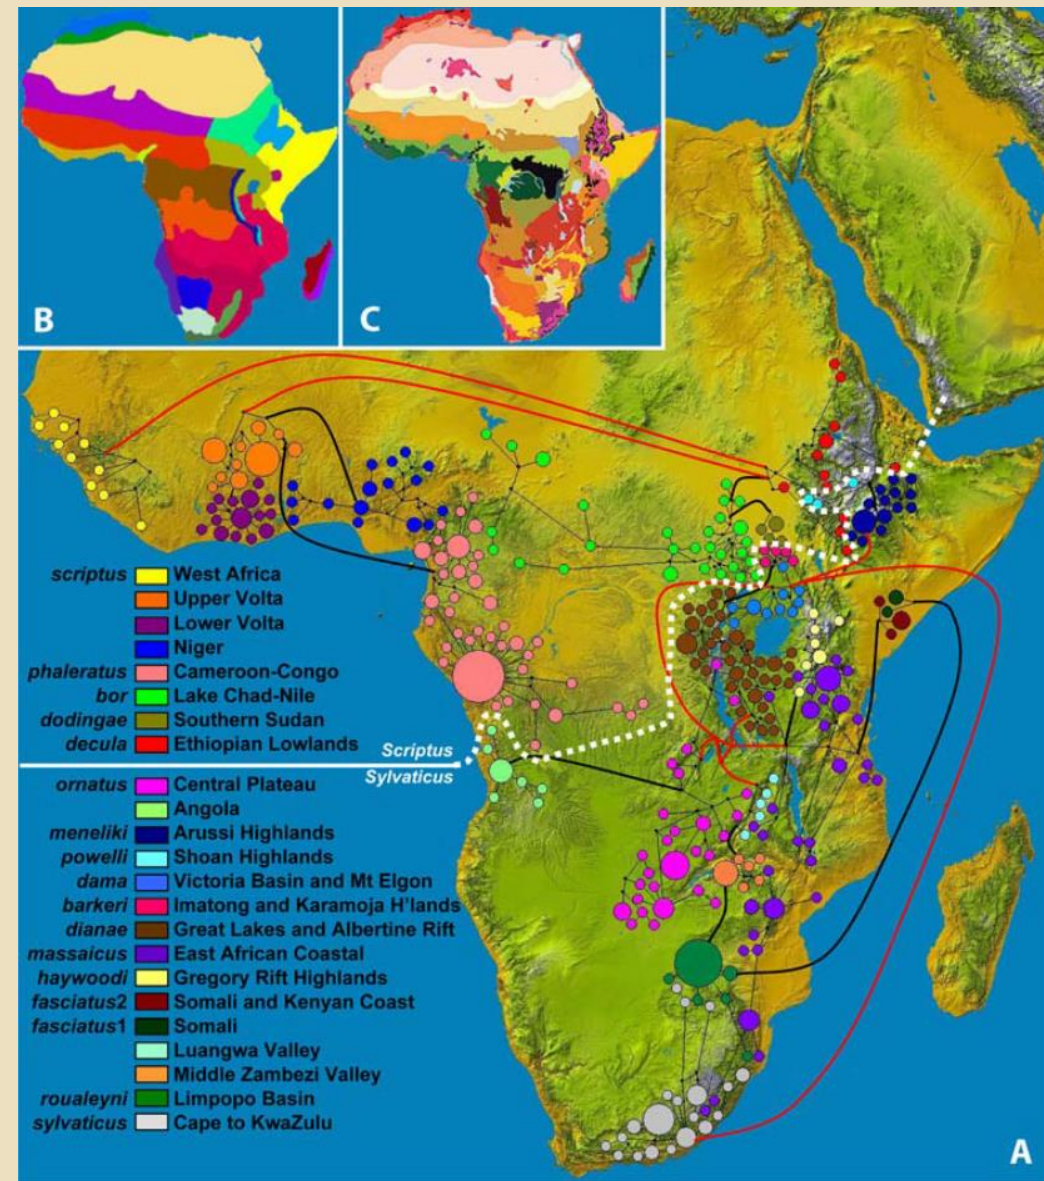 B
C
scriptus West Africa
Upper Volta
Lower Volta
Niger
phaleratus Cameroon-Congo
bor Lake Chad-Nile
dodingae Southern Sudan
decula Ethiopian Lowlands
Scriptus
Sylvaticus
ornatus Central Plateau
Angola
meneliki Arussi Highlands
powelli Shoan Highlands
dama Victoria Basin and Mt Elgon
barkeri Imatong and Karamoja H'lands
dianae Great Lakes and Albertine Rift
massaicus East African Coastal
haywoodi Gregory Rift Highlands
fasciatus2 Somali and Kenyan Coast
fasciatus1 Somali
Luangwa Valley
Middle Zambezi Valley
roualeyni Limpopo Basin
sylvaticus Cape to KwaZulu
A